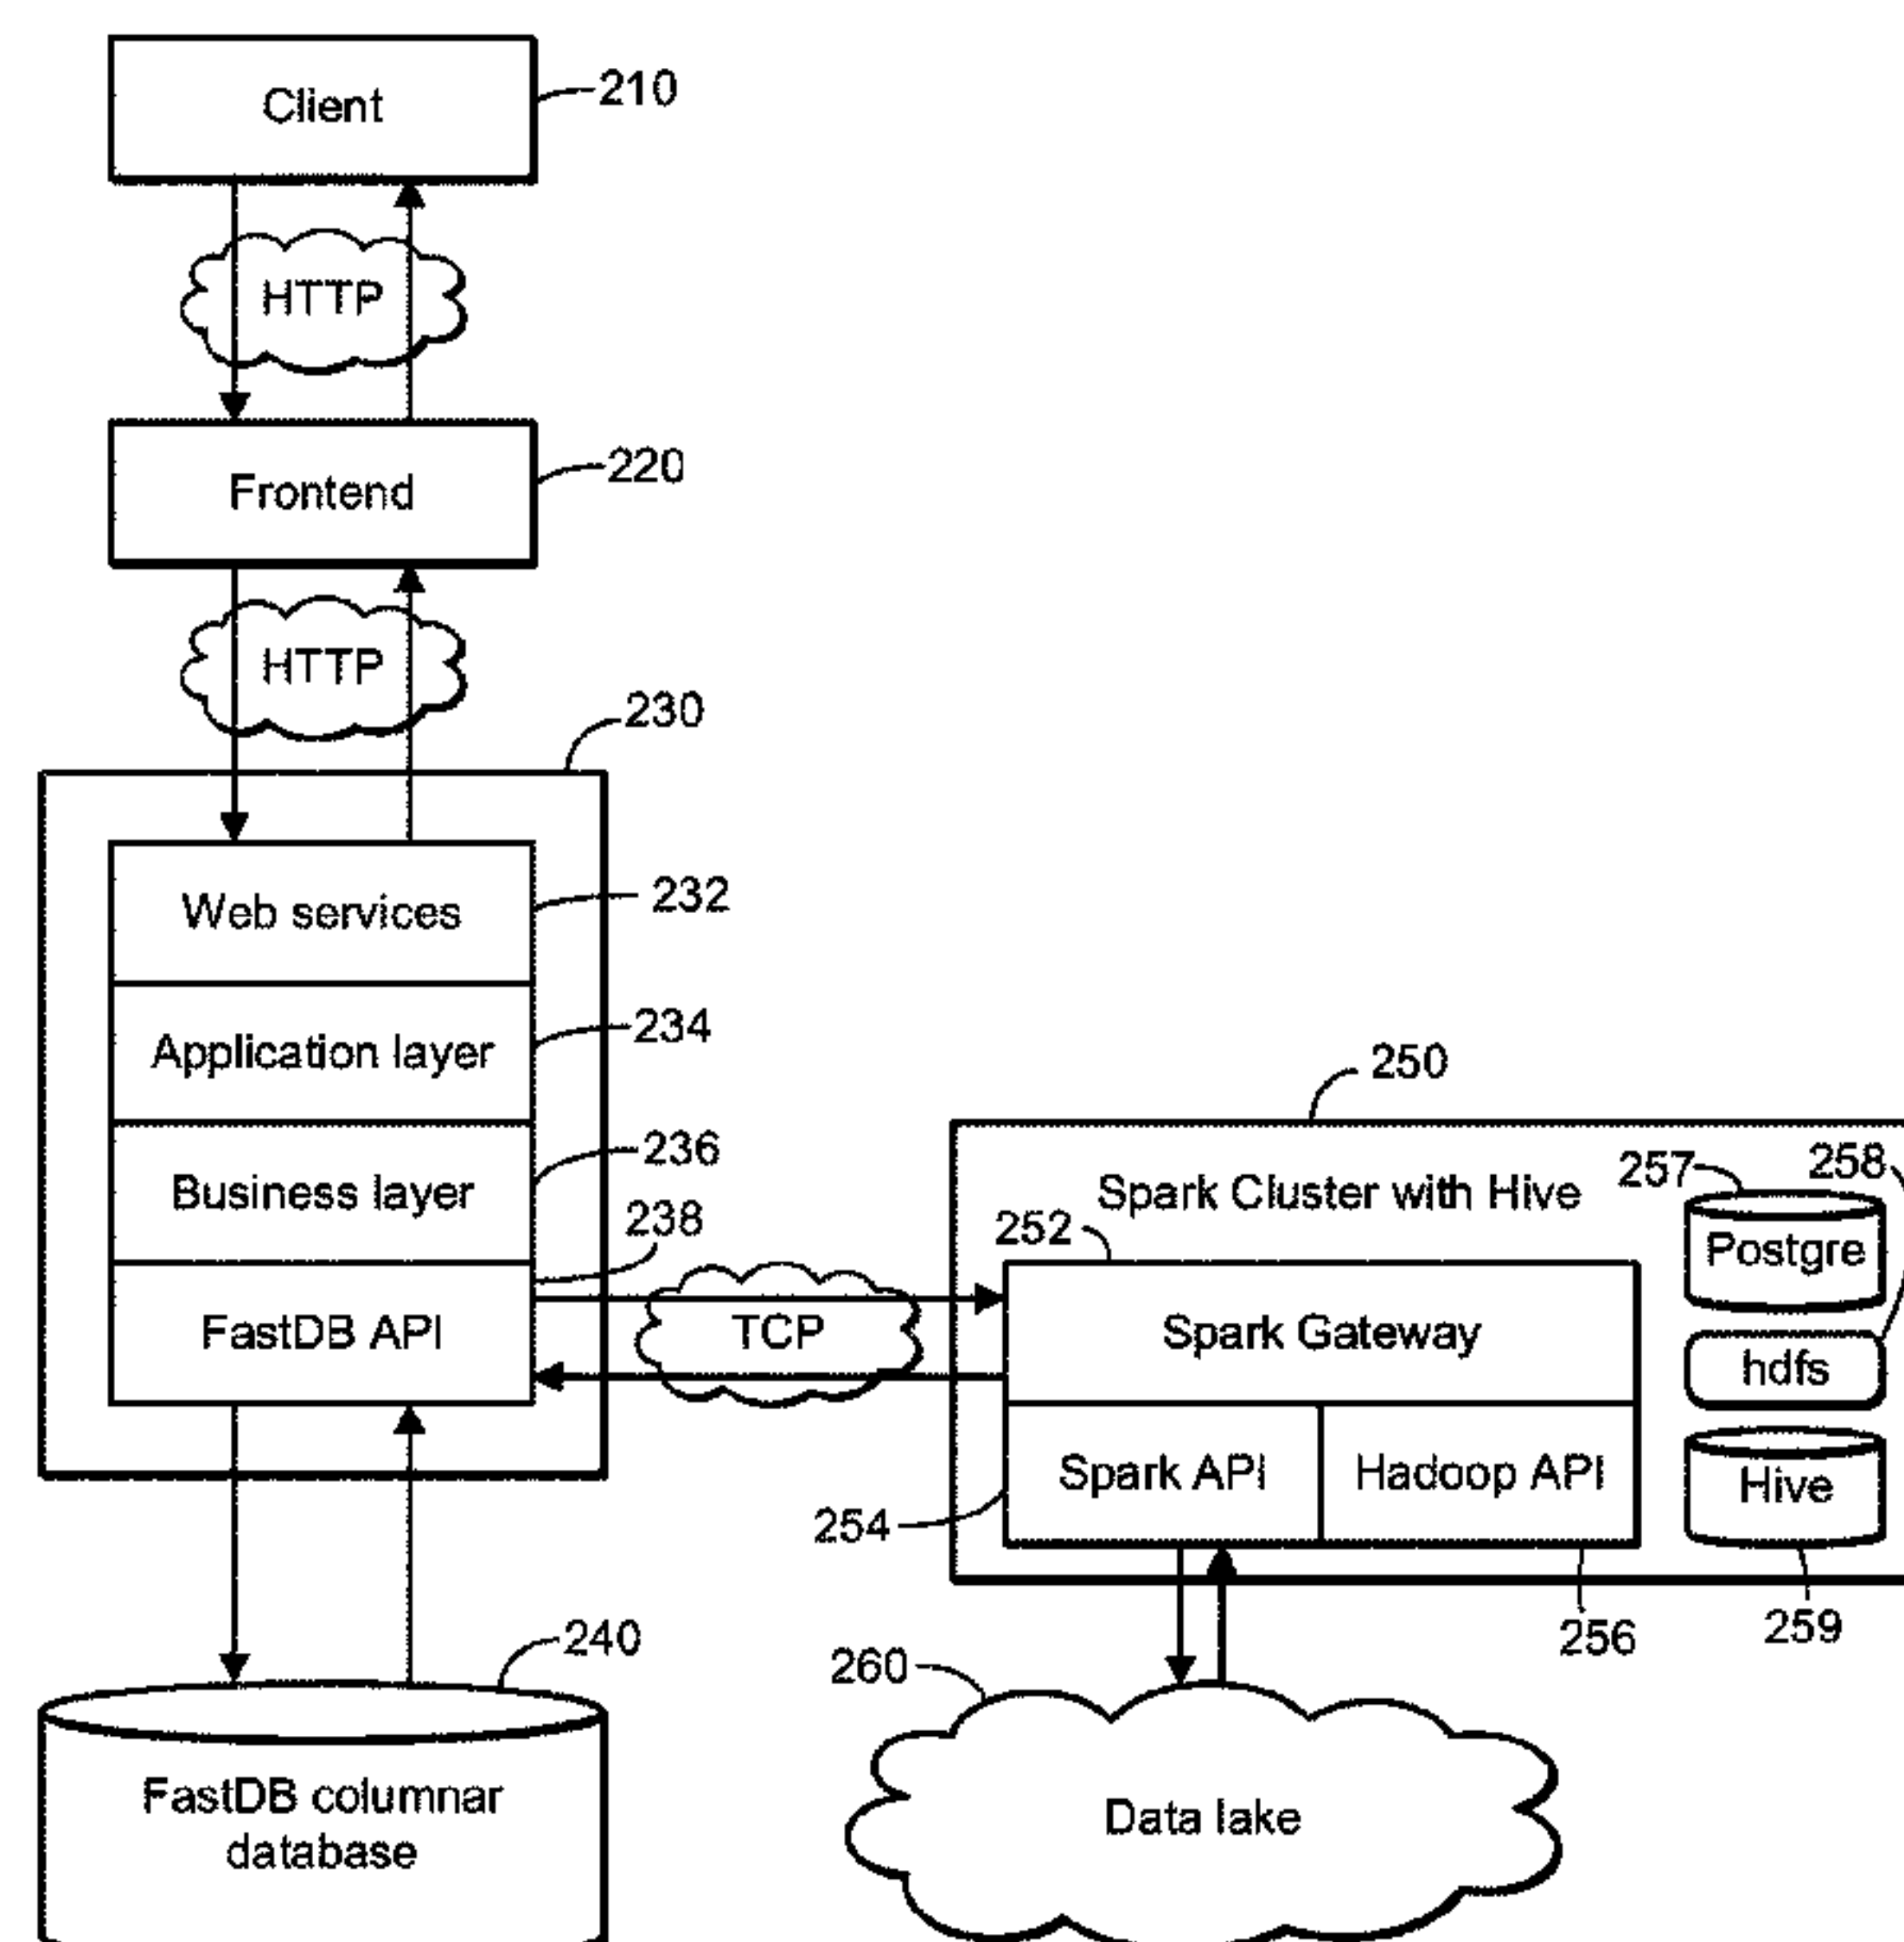 Client
210
HTTP
Frontend
220
HTTP
230
Web services
232
Application layer
234
Business layer
236
238
FastDB API
TCP
250
Spark Cluster with Hive
257
258
252
Postgre
Spark Gateway
hdfs
Spark API
Hadoop API
Hive
254
256
259
240
260
FastDB columnar
database
Data lake